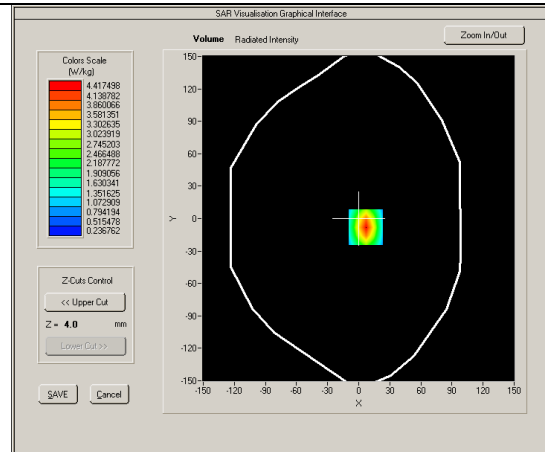 SAR Visualisation Graphical Interface
Volume Radiated Intensity
Zoom In/Out
Colors Scale
(W/kg)
4.417498
4.138782
3.860066
3.581351
3.302635
3.023919
2.745203
2.466488
2.187772
1.909056
1.630341
1.351625
1.072909
0.794194
0.515478
0.236762
Z-Cuts Control
<< Upper Cut
Z = 4.0 mm
Lower Cut >>
SAVE
Cancel
150-
120-
90-
60-
30-
0-
-30-
-60-
-90-
-120-
-150-
Y
-150 -120 -90 -60 -30 0 30 60 90 120 150
X